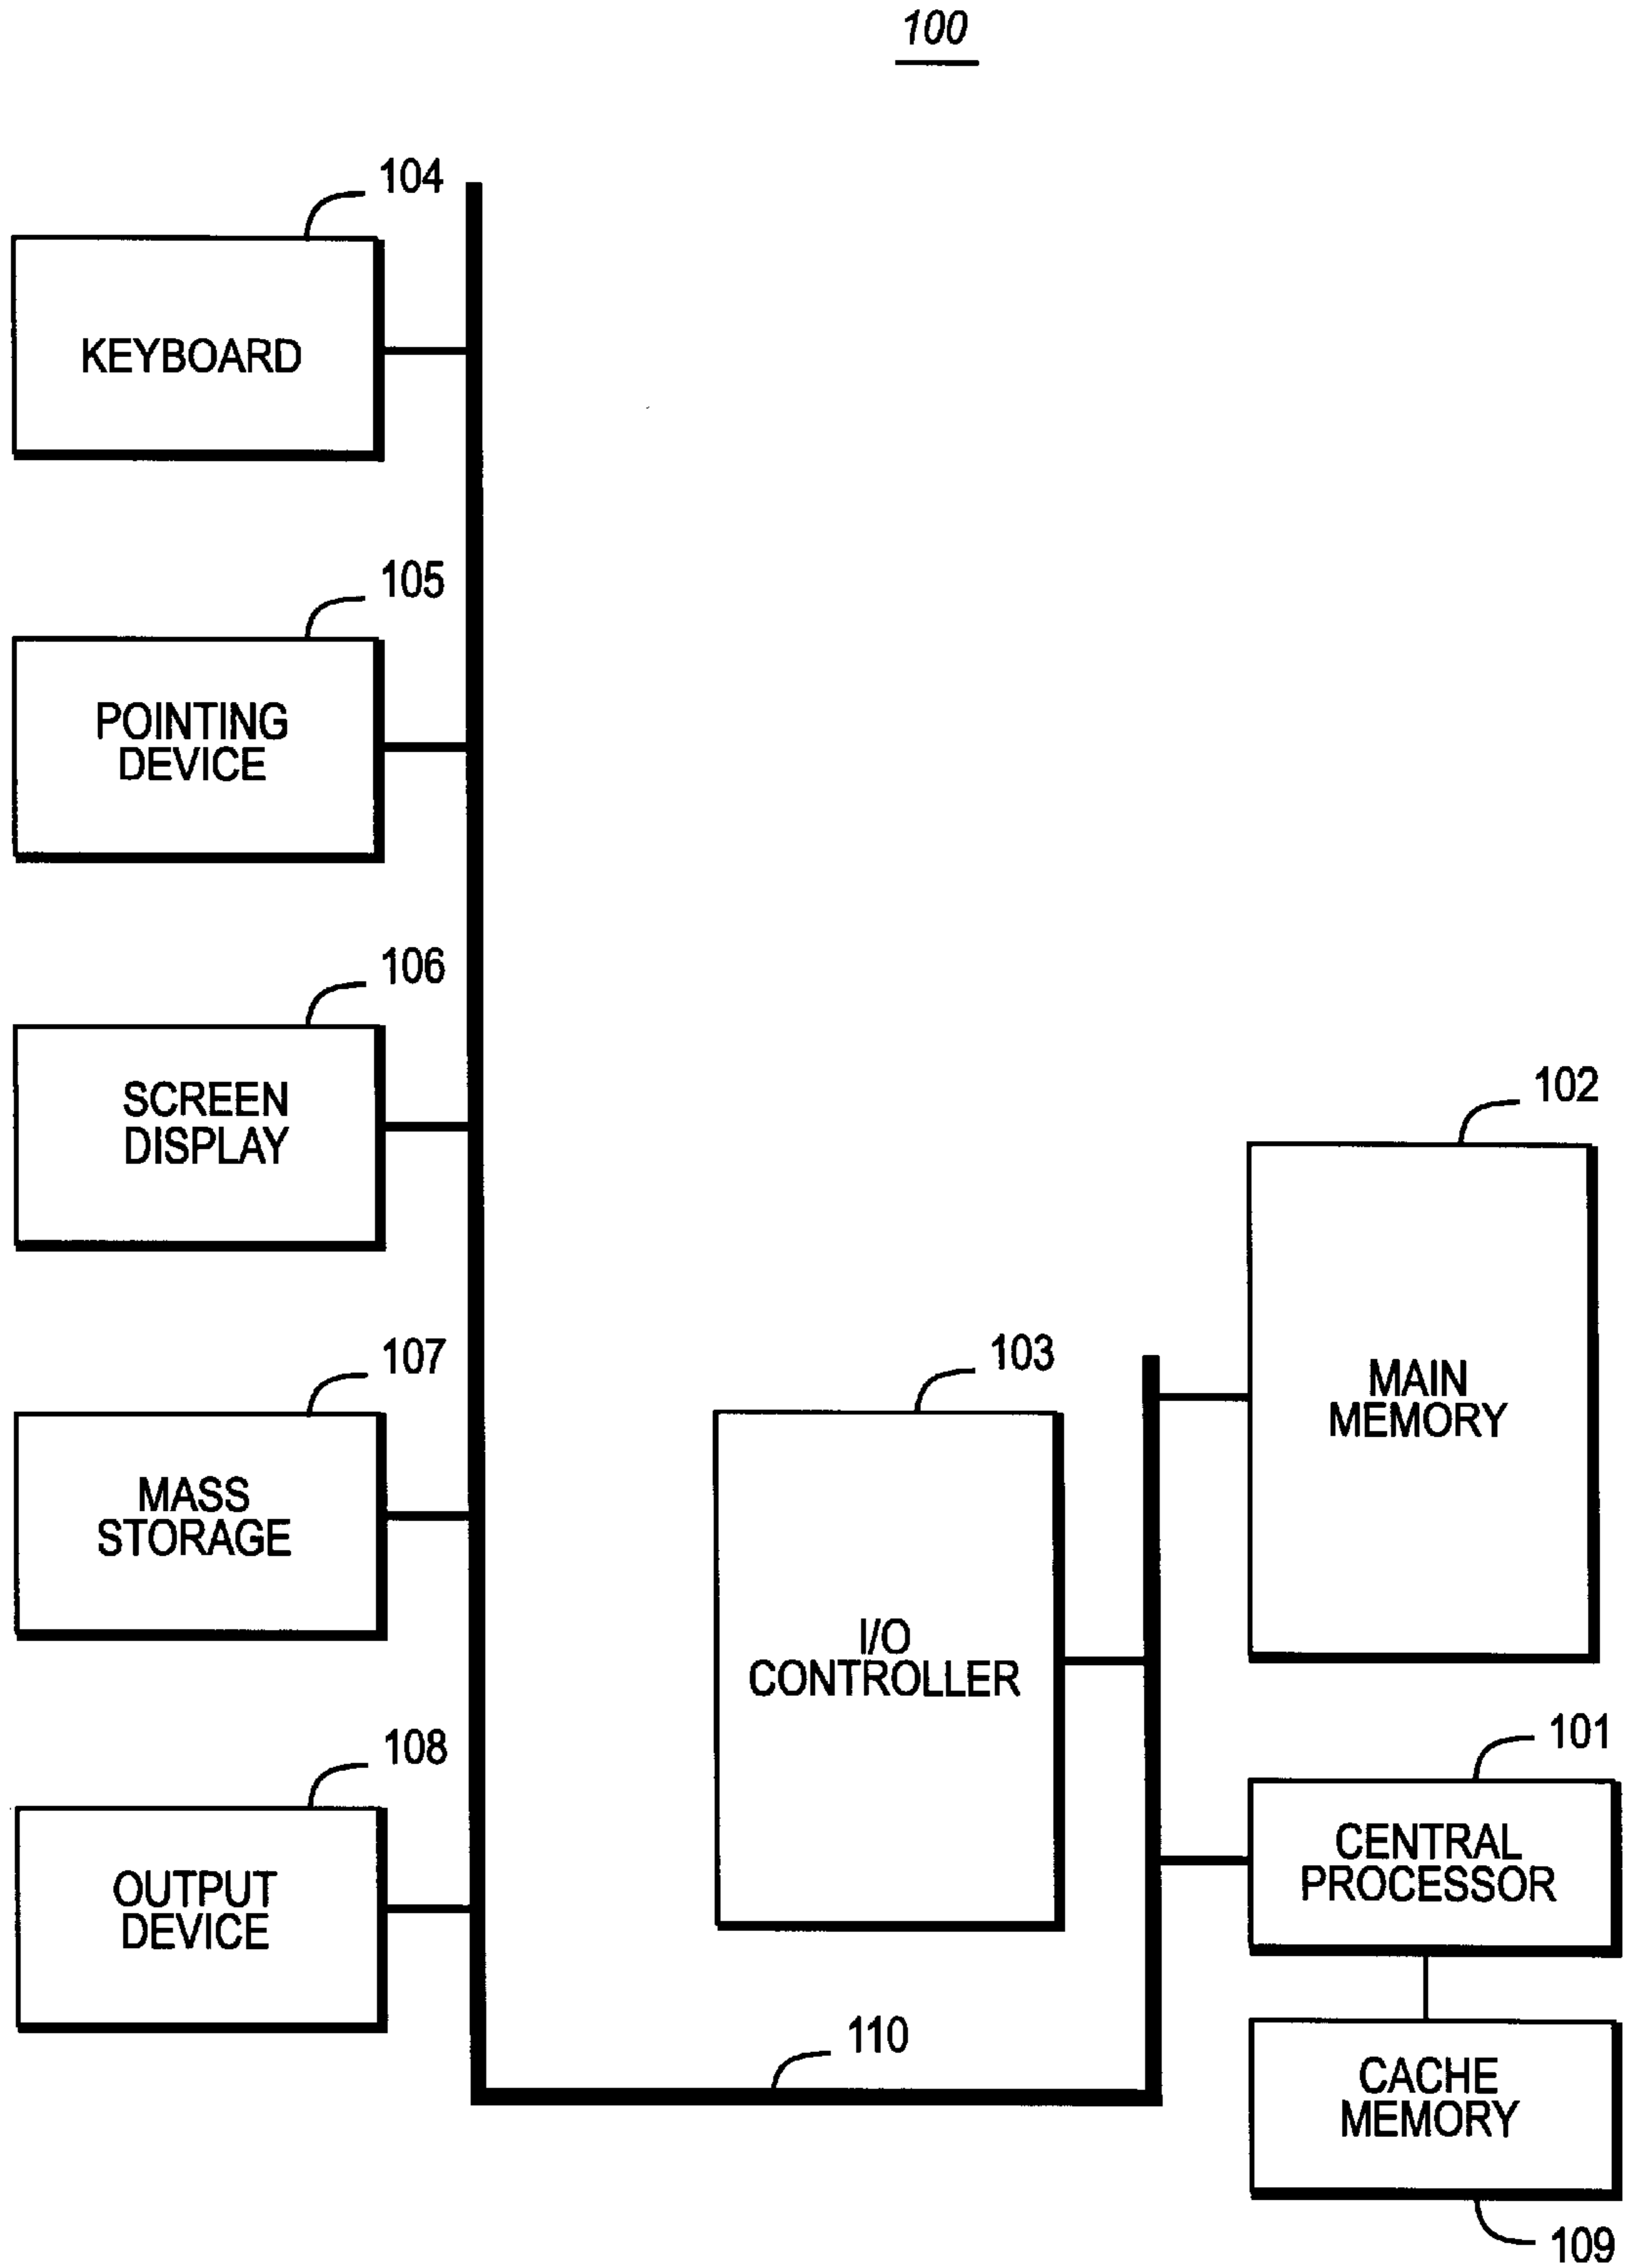 100
104
KEYBOARD
105
POINTING
DEVICE
106
SCREEN
DISPLAY
107
MASS
STORAGE
108
OUTPUT
DEVICE
103
I/O
CONTROLLER
102
MAIN
MEMORY
101
CENTRAL
PROCESSOR
110
CACHE
MEMORY
109